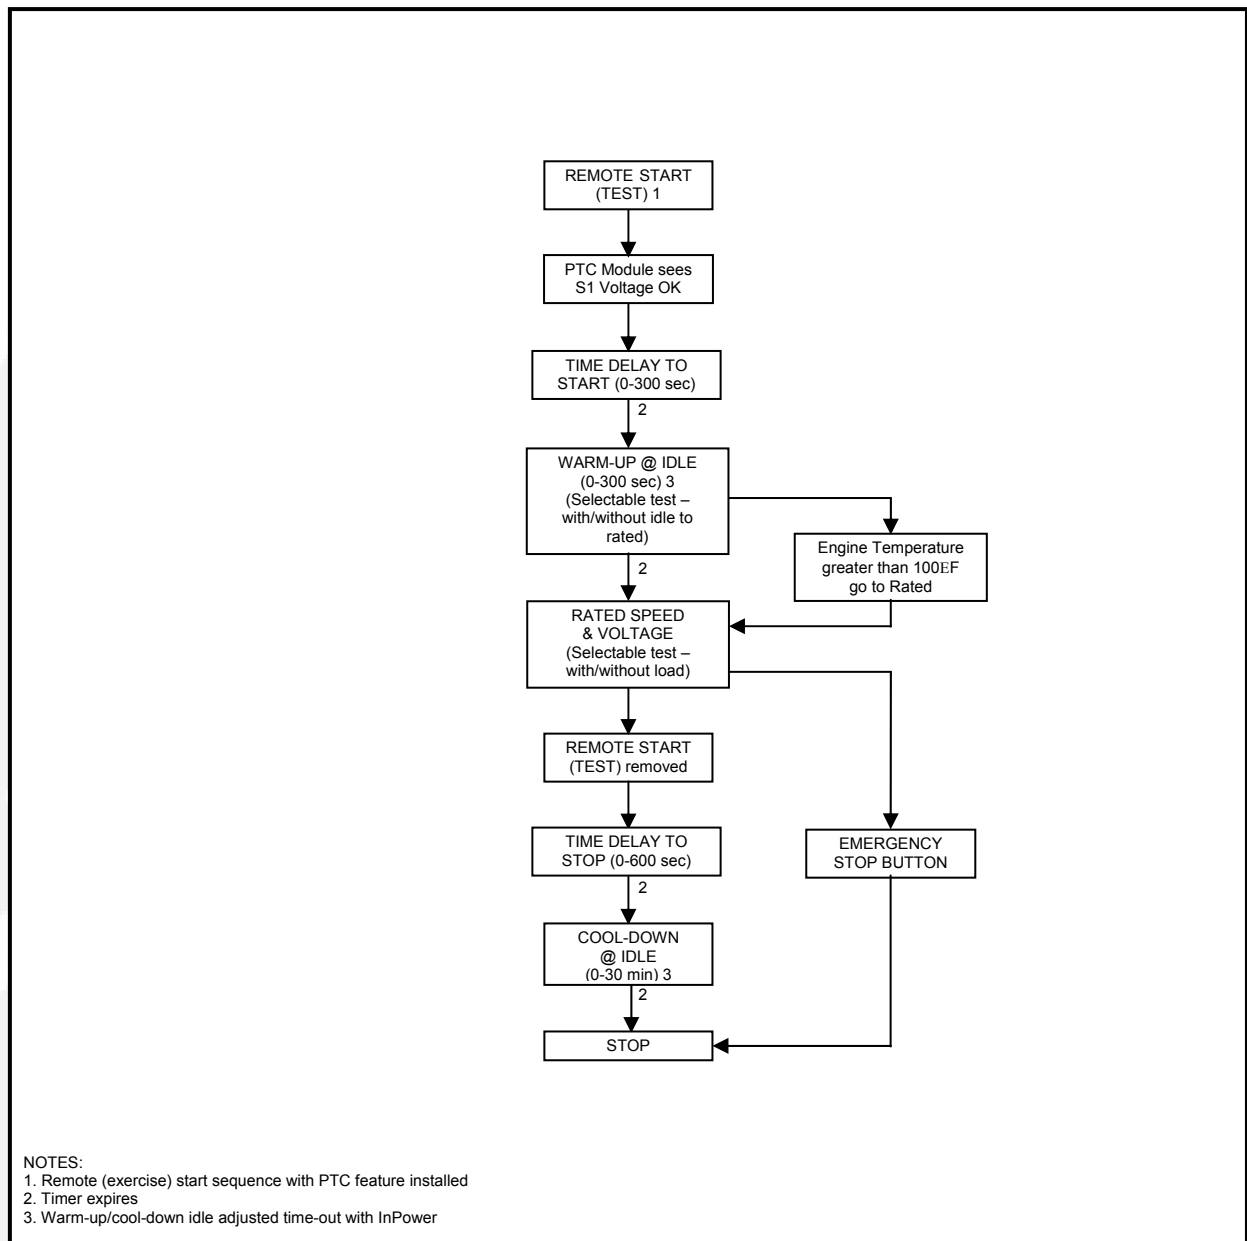 REMOTE START
(TEST) 1
PTC Module sees
S1 Voltage OK
TIME DELAY TO
START (0-300 sec)
2
WARM-UP @ IDLE
(0-300 sec) 3
(Selectable test –
with/without idle to
rated)
Engine Temperature
greater than 100EF
go to Rated
2
RATED SPEED
& VOLTAGE
(Selectable test –
with/without load)
REMOTE START
(TEST) removed
TIME DELAY TO
STOP (0-600 sec)
EMERGENCY
STOP BUTTON
2
COOL-DOWN
@ IDLE
(0-30 min) 3
2
STOP
NOTES:
1. Remote (exercise) start sequence with PTC feature installed
2. Timer expires
3. Warm-up/cool-down idle adjusted time-out with InPower